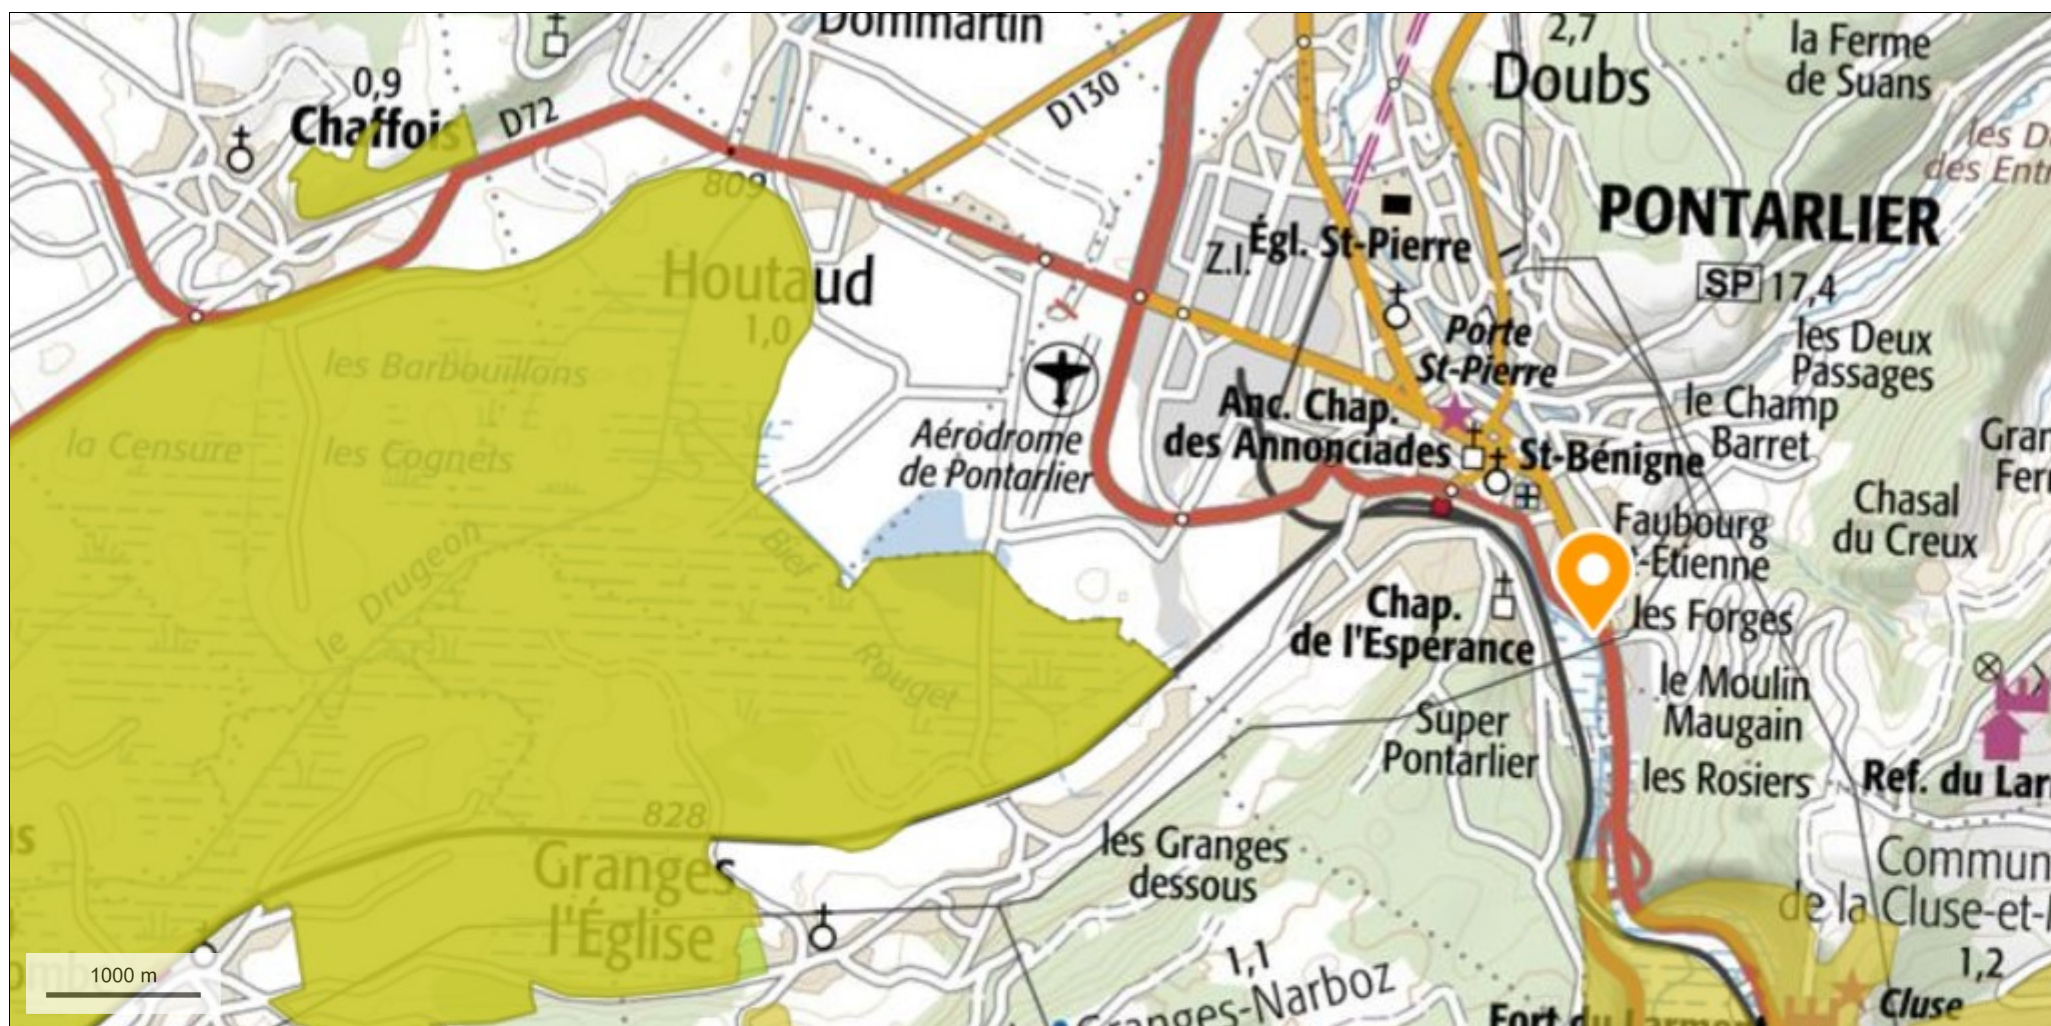 Dommartin
2,7
Doubs
la Ferme
de Suans
0,9
Chaffois
D72
D130
les D
des Entr
809
PONTARLIER
SP 17,4
Égl. St-Pierre
Z.I.
Houtaud
1,0
Porte
St-Pierre
les Deux
Passages
les Barbouillons
la Censure
les Cognets
Aérodrome
de Pontarlier
Anc. Chap.
des Annonciades
St-Bénigne
le Champ
Barret
Gran
Fer
Chasal
du Creux
Faubourg
-Etienne
les Forges
le Drugeon
Bief
Rouget
Chap.
de l'Espérance
le Moulin
Maugain
Super
Pontarlier
les Rosiers
Ref. du Lar
828
Granges
l'Église
les Granges
dessous
Commun
de la Cluse-et-
1,2
1,1
Granges-Narboz
Cluse
Fort du Larmont
s
omb
1000 m